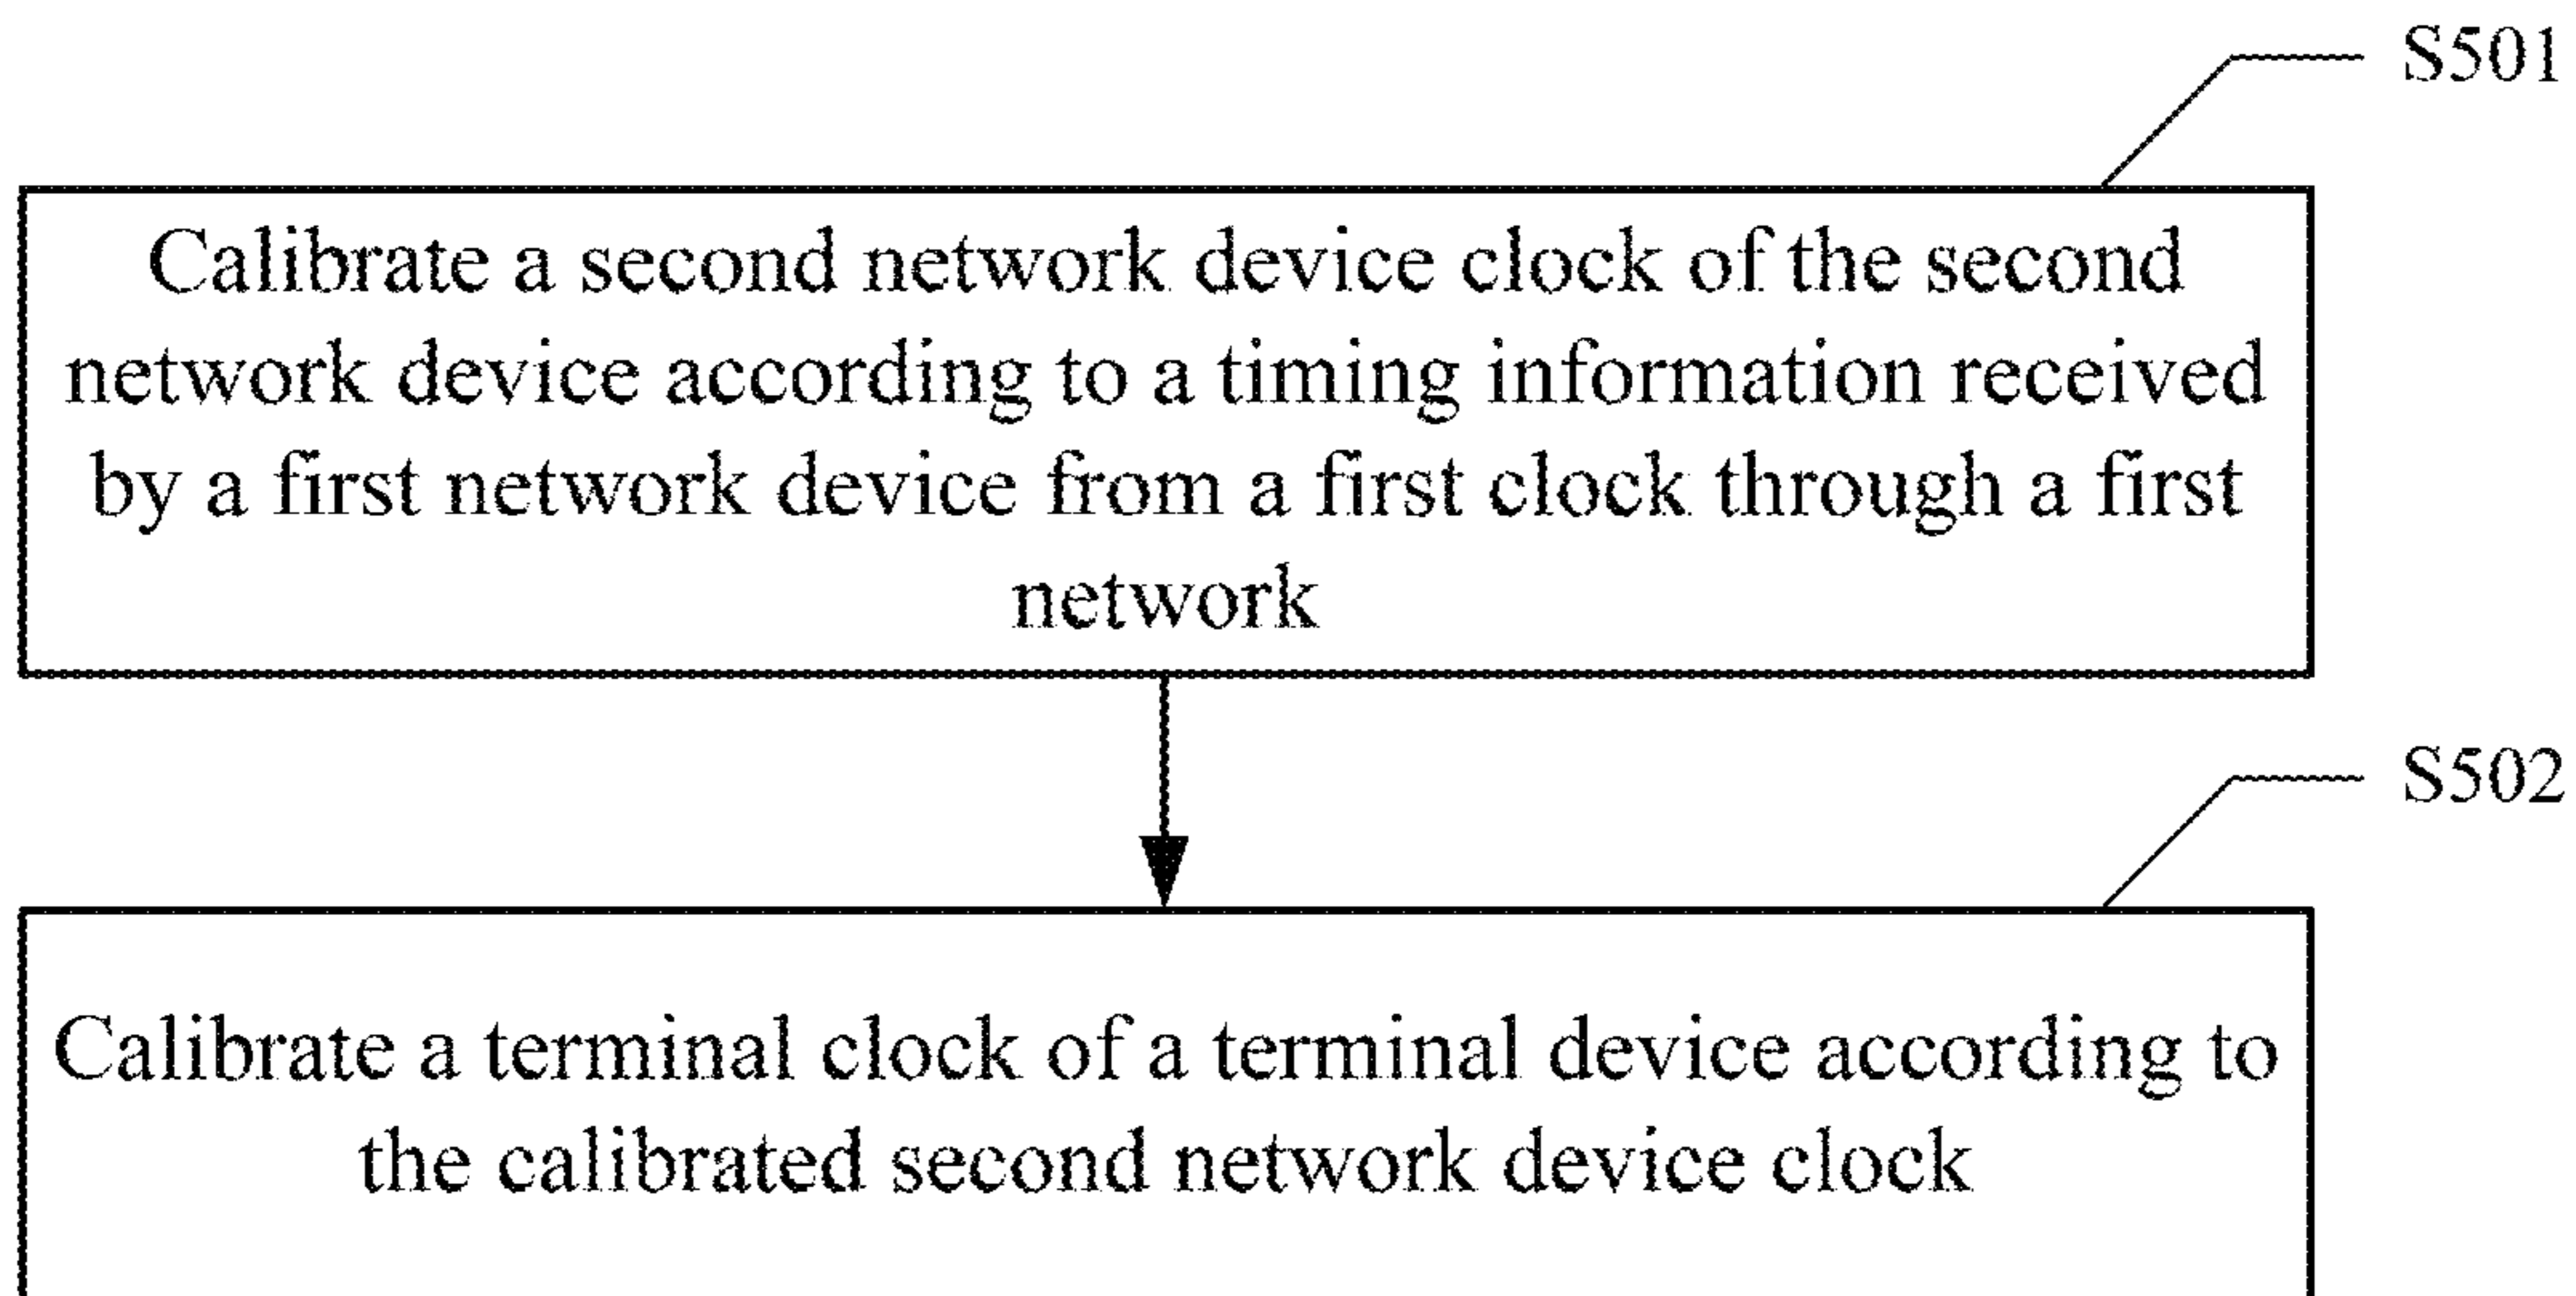 S501
Calibrate a second network device clock of the second
network device according to a timing information received
by a first network device from a first clock through a first
network
S502
Calibrate a terminal clock of a terminal device according to
the calibrated second network device clock